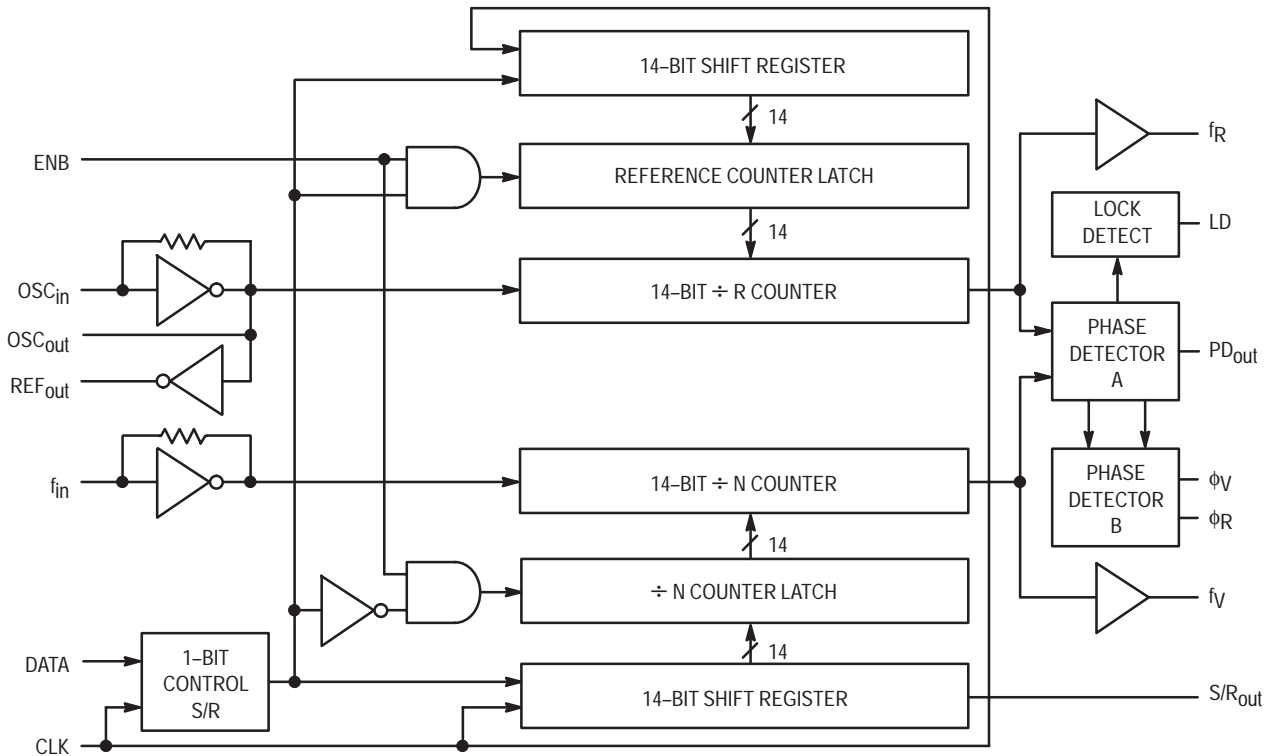 14–BIT SHIFT REGISTER
14
ENB
REFERENCE COUNTER LATCH
14
fR
LOCK
DETECT
LD
OSCin
14–BIT ÷ R COUNTER
OSCout
REFout
PHASE
DETECTOR
A
PDout
fin
14–BIT ÷ N COUNTER
PHASE
DETECTOR
B
ϕV
ϕR
14
÷ N COUNTER LATCH
fV
14
DATA
1–BIT
CONTROL
S/R
14–BIT SHIFT REGISTER
S/Rout
CLK